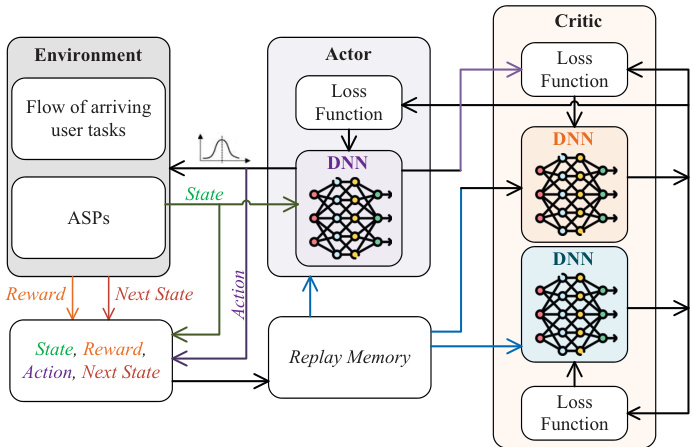 Environment
Flow of arriving
user tasks
ASPs
Reward
Next State
State, Reward,
Action, Next State
State
Action
Actor
Loss
Function
DNN
Replay Memory
Critic
Loss
Function
DNN
DNN
Loss
Function